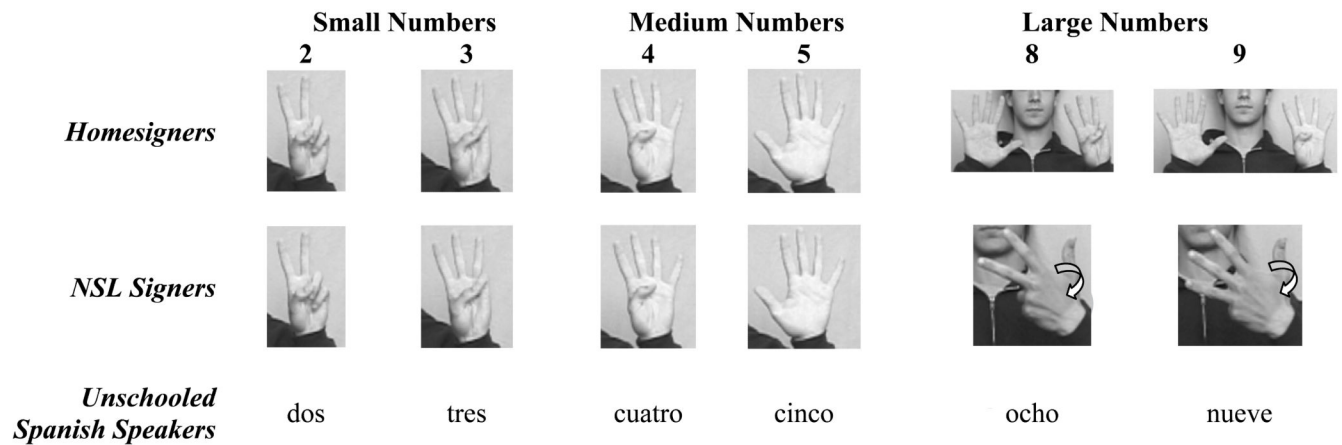 Small Numbers Medium Numbers Large Numbers
2 3 4 5 8 9
Homesigners
NSL Signers
Unschooled
Spanish Speakers
dos tres cuatro cinco ocho nueve